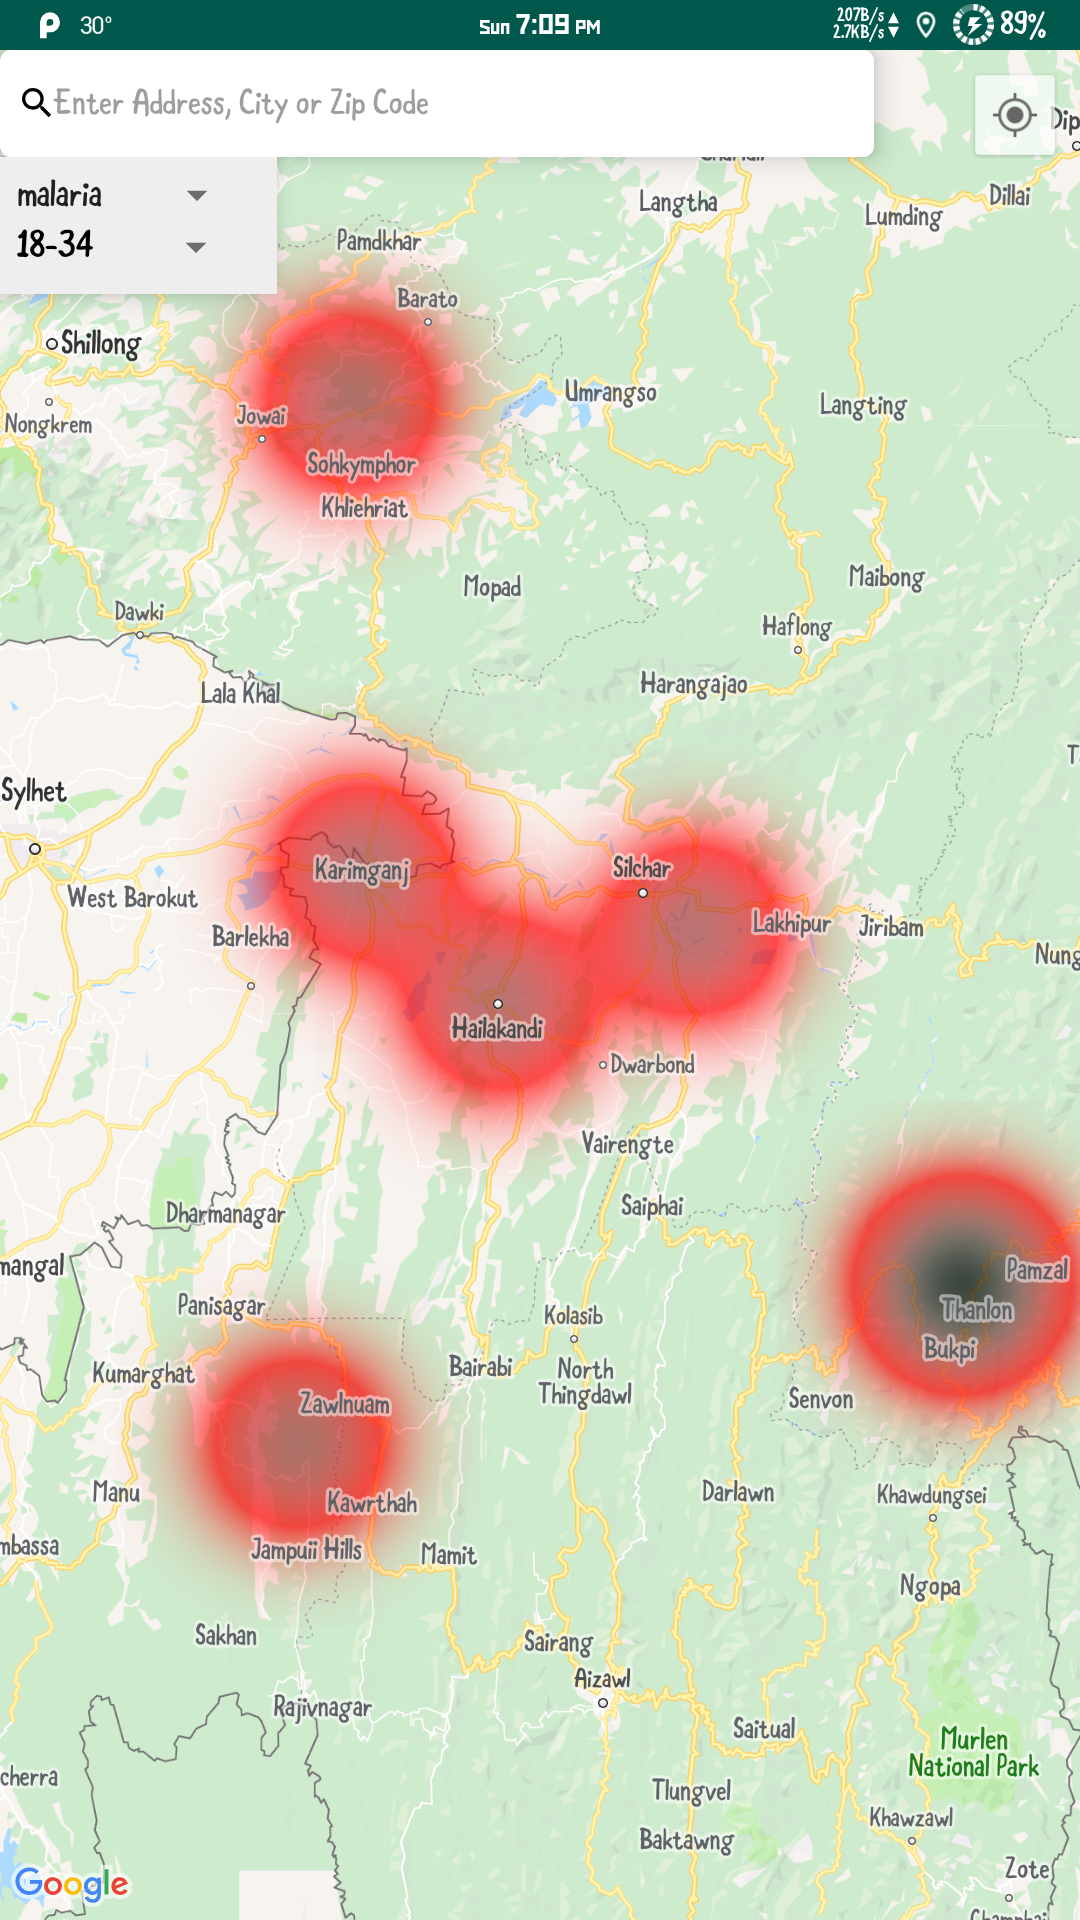 30°
Sun 7:09 PM
207B/s
2.7KB/s
89%
Enter Address, City or Zip Code
malaria
18-34
Langtha
Lumding
Dillai
Dip
Pamdkhar
Barato
Shillong
Umrangso
Langting
Nongkrem
Jowai
Sohkymphor
Khliehriat
Mopad
Maibong
Dawki
Haflong
Lala Khal
Harangajao
Sylhet
Karimganj
Silchar
West Barokut
Lakhipur
Jiribam
Barlekha
Nung
Hailakandi
Dwarbond
Vairengte
Saiphai
Dharmanagar
mangal
Pamzal
Panisagar
Kolasib
Thanlon
Bukpi
Kumarghat
Bairabi
North
Thingdawl
Zawlnuam
Senvon
Manu
Kawrthah
Darlawn
Khawdungsei
mbassa
Jampuii Hills
Mamit
Ngopa
Sakhan
Sairang
Aizawl
Rajivnagar
Saitual
Murlen
National Park
cherra
Tlungvel
Khawzawl
Baktawng
Zote
Google